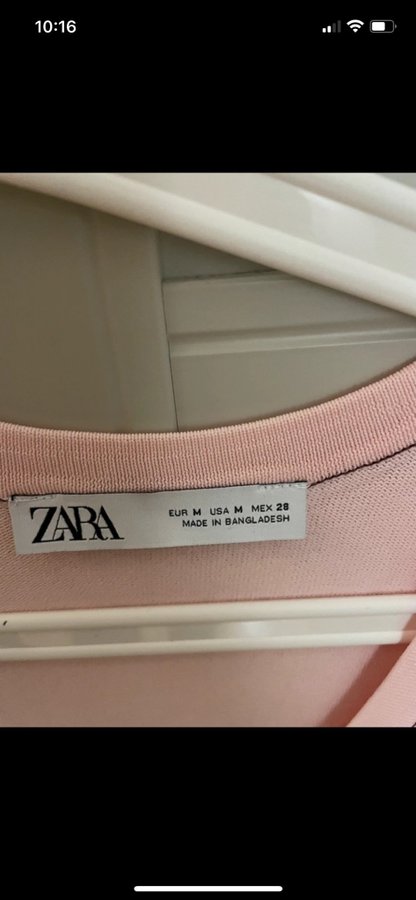 10:16
ZARA
EUR M USA M MEX 28
MADE IN BANGLADESH